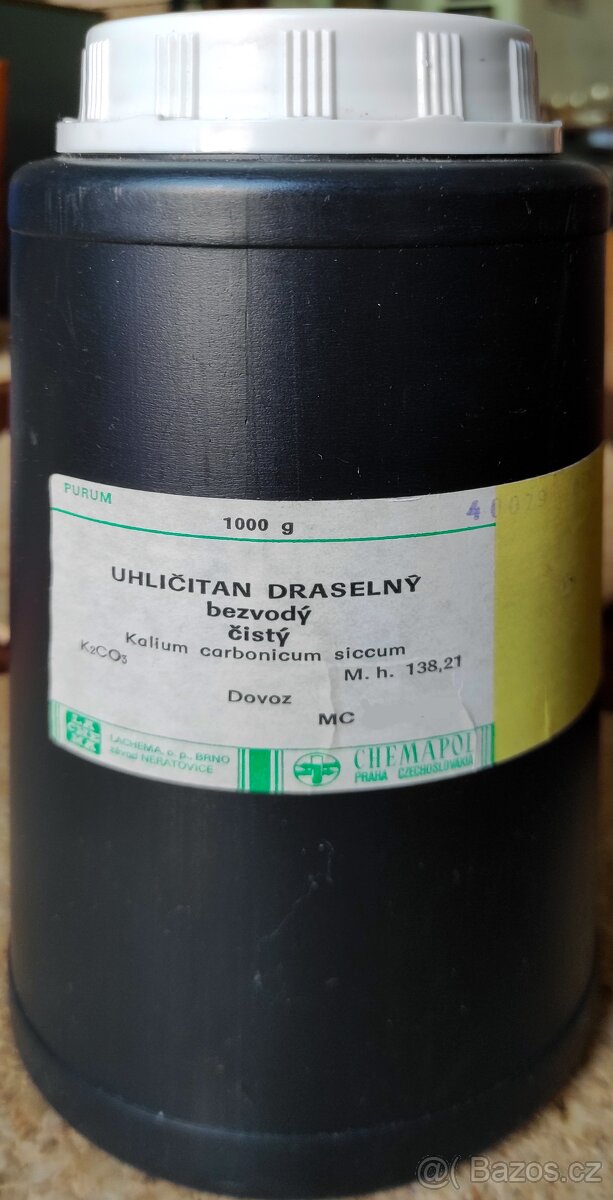 PURUM
1000 g
UHLIČITAN DRASELNÝ
bezvodý
čistý
Kalium carbonicum siccum
K₂CO₃
M. h. 138,21
Dovoz
MC
LACHEMA, o. p., BRNO
závod NERATOVICE
CHEMAPOL
PRAHA CZECHOSLOVAKIA
@( Bazos.cz